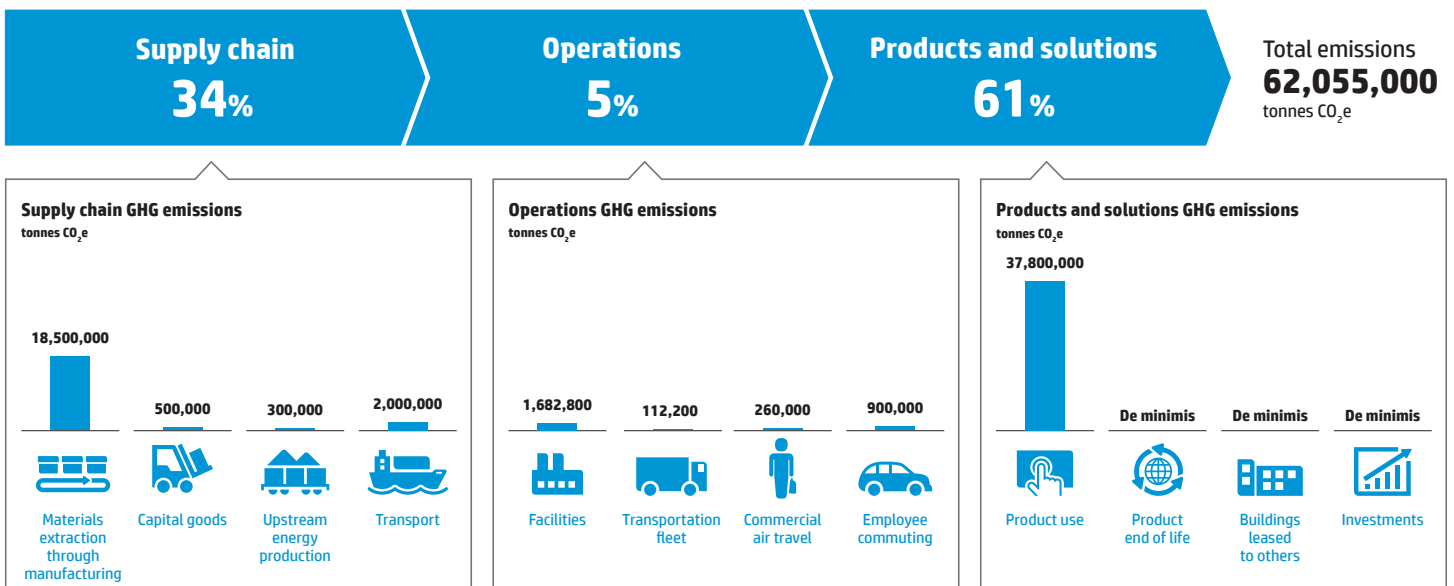 Supply chain
34%
Operations
5%
Products and solutions
61%
Total emissions
62,055,000
tonnes CO₂e
Supply chain GHG emissions
tonnes CO₂e
18,500,000
500,000
300,000
2,000,000
Materials
extraction
through
manufacturing
Capital goods
Upstream
energy
production
Transport
Operations GHG emissions
tonnes CO₂e
1,682,800
112,200
260,000
900,000
Facilities
Transportation
fleet
Commercial
air travel
Employee
commuting
Products and solutions GHG emissions
tonnes CO₂e
37,800,000
De minimis
De minimis
De minimis
Product use
Product
end of life
Buildings
leased
to others
Investments